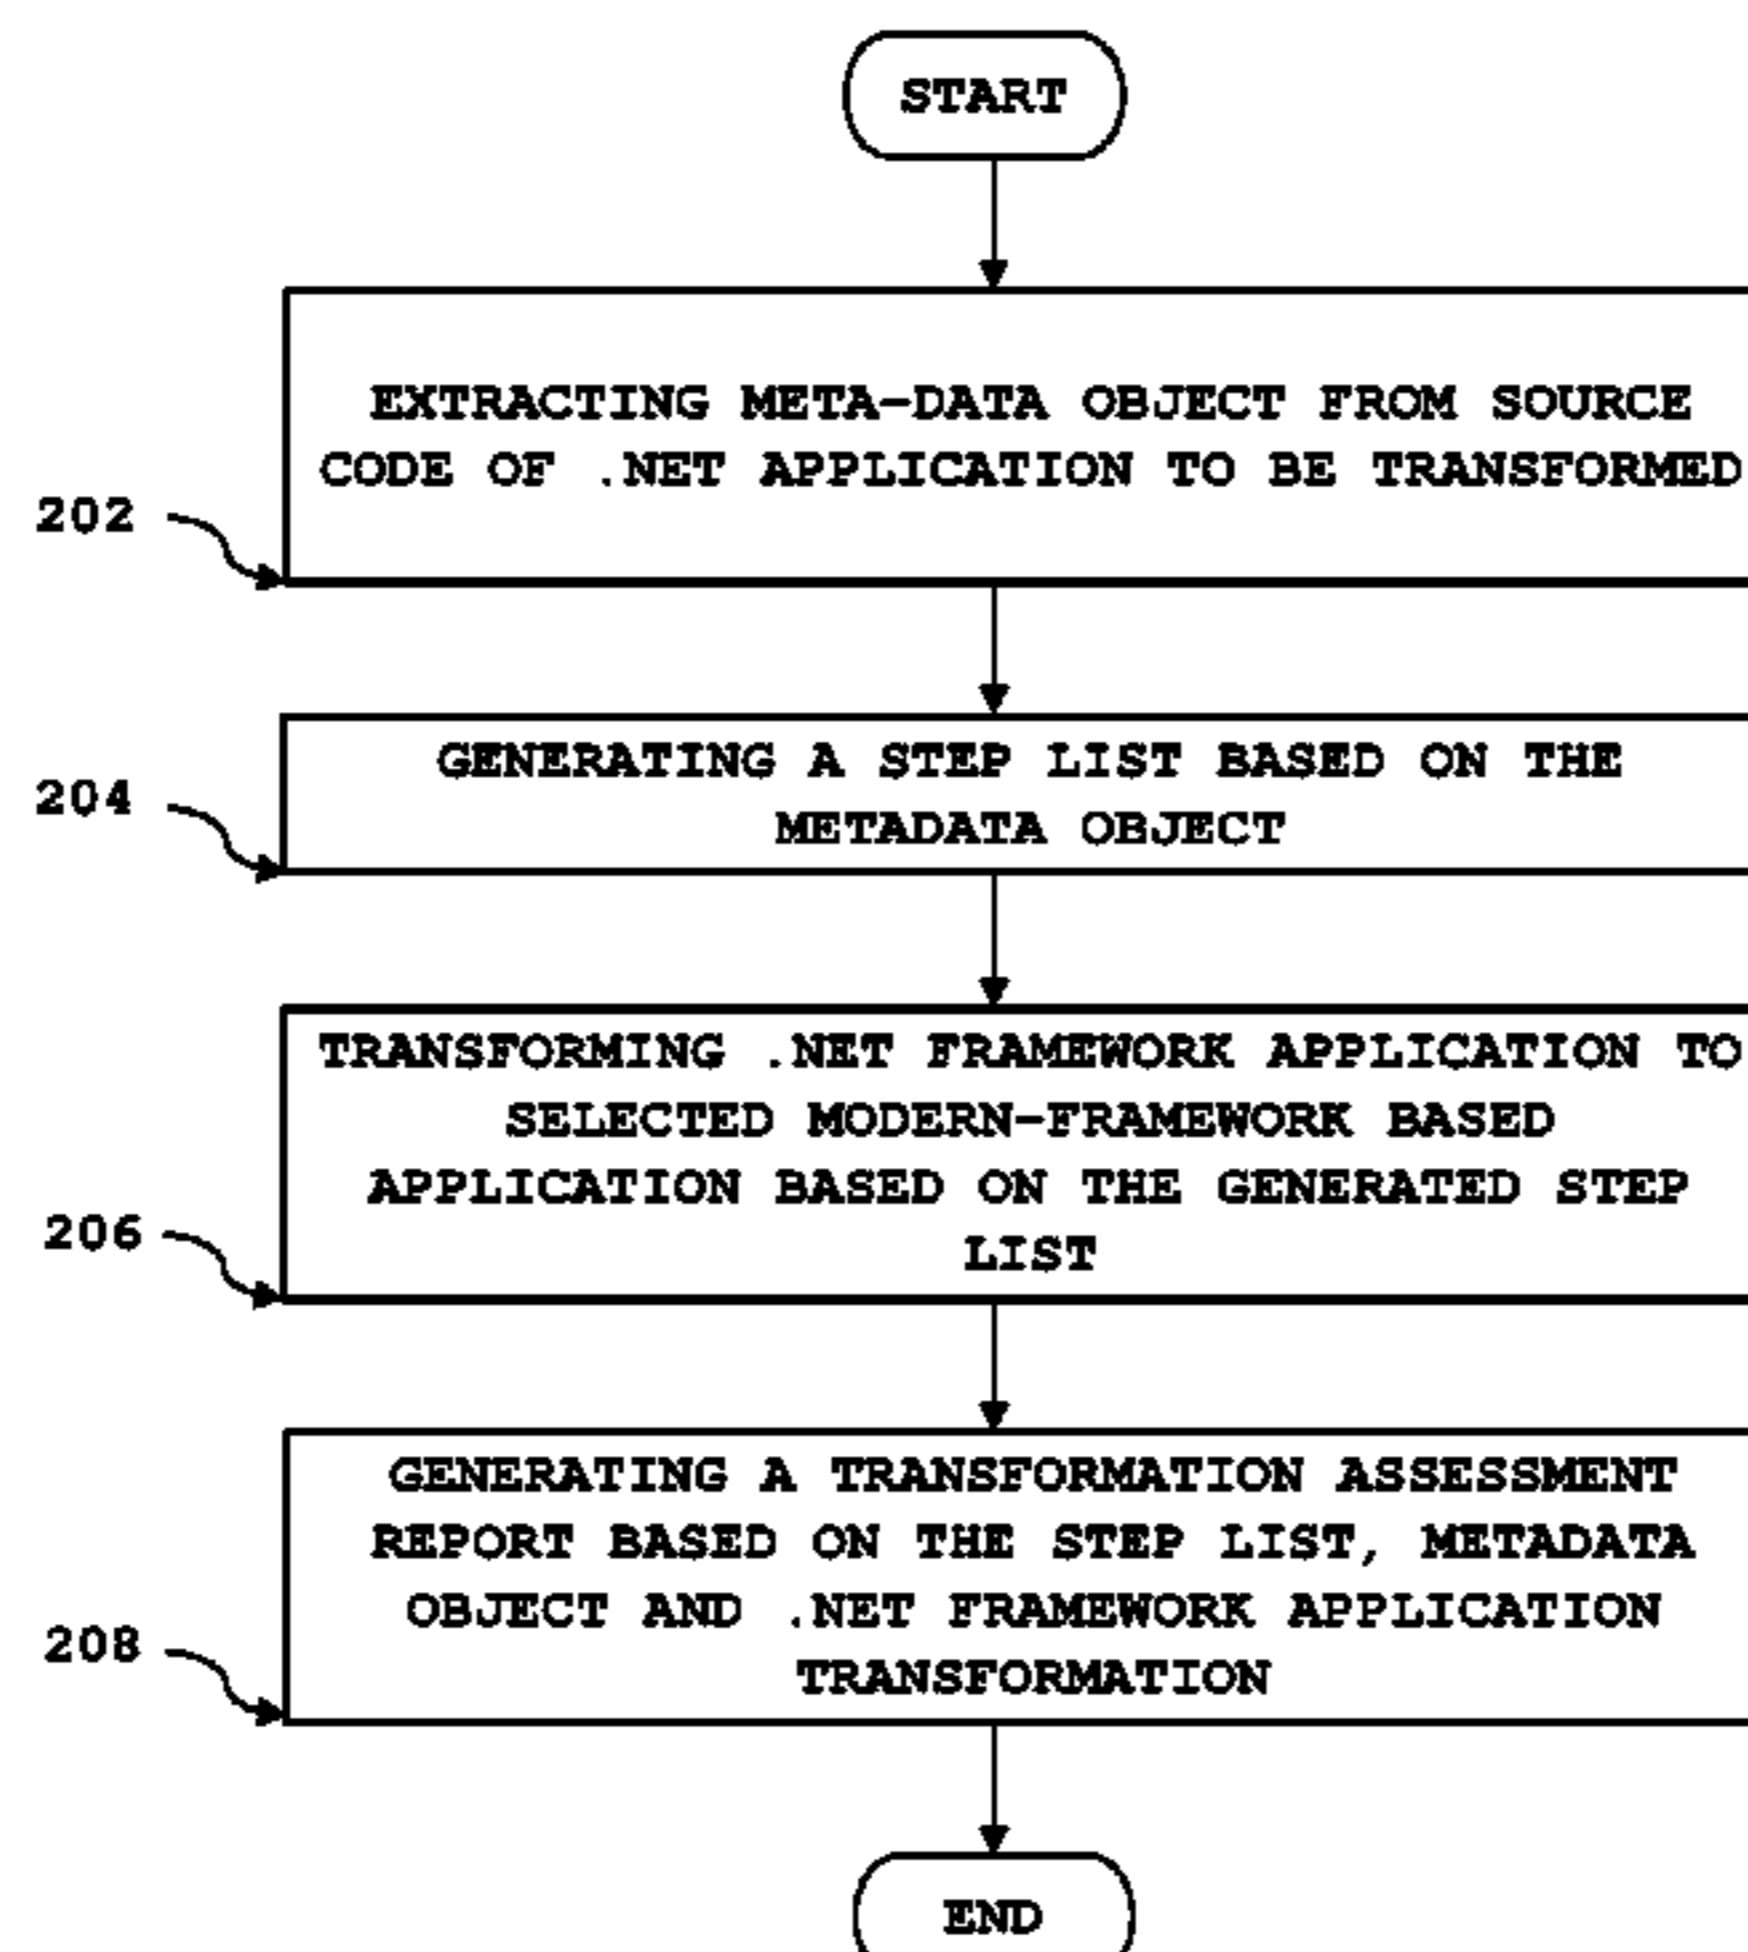 START
EXTRACTING META-DATA OBJECT FROM SOURCE
CODE OF .NET APPLICATION TO BE TRANSFORMED
202
GENERATING A STEP LIST BASED ON THE
METADATA OBJECT
204
TRANSFORMING .NET FRAMEWORK APPLICATION TO
SELECTED MODERN-FRAMEWORK BASED
APPLICATION BASED ON THE GENERATED STEP
LIST
206
GENERATING A TRANSFORMATION ASSESSMENT
REPORT BASED ON THE STEP LIST, METADATA
OBJECT AND .NET FRAMEWORK APPLICATION
TRANSFORMATION
208
END